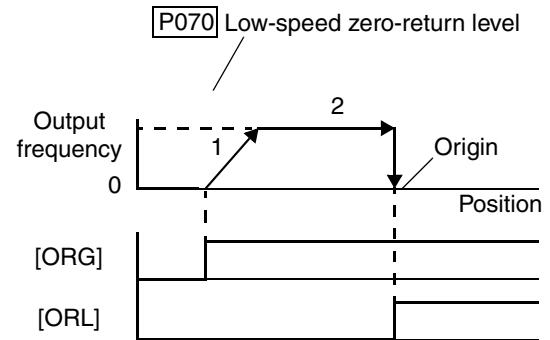 P070 Low-speed zero-return level
2
Output
frequency
1
Origin
0
Position
[ORG]
[ORL]